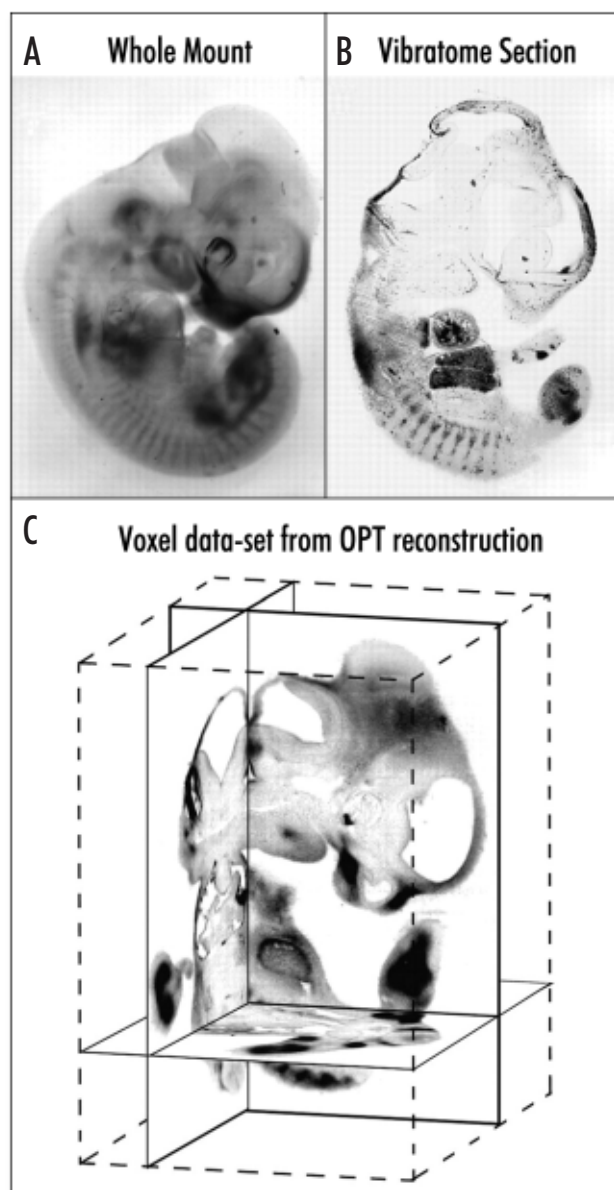 A Whole Mount
B Vibratome Section
C Voxel data-set from OPT reconstruction